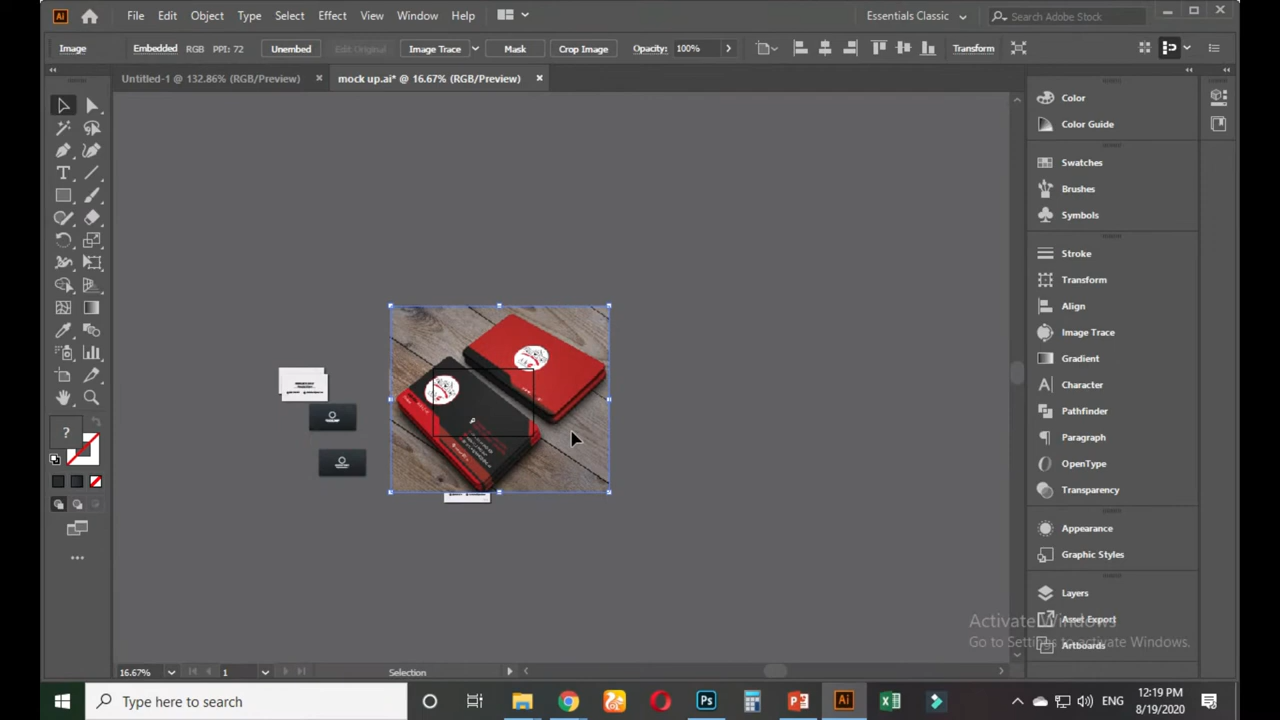 Ai File Edit Object Type Select Effect View Window Help Essentials Classic Search Adobe Stock
Image Embedded RGB PPI: 72 Unembed Edit Original Image Trace Mask Crop Image Opacity: 100% Transform
Untitled-1 @ 132.86% (RGB/Preview) × mock up.ai* @ 16.67% (RGB/Preview) ×
Color
Color Guide
Swatches
Brushes
Symbols
Stroke
Transform
Align
Image Trace
Gradient
Character
Pathfinder
Paragraph
OpenType
Transparency
Appearance
Graphic Styles
Layers
Asset Export
Artboards
T
?
Activate Windows
Go to Settings to activate Windows.
16.67% 1 Selection
Type here to search Ps Ai ENG 12:19 PM
8/19/2020